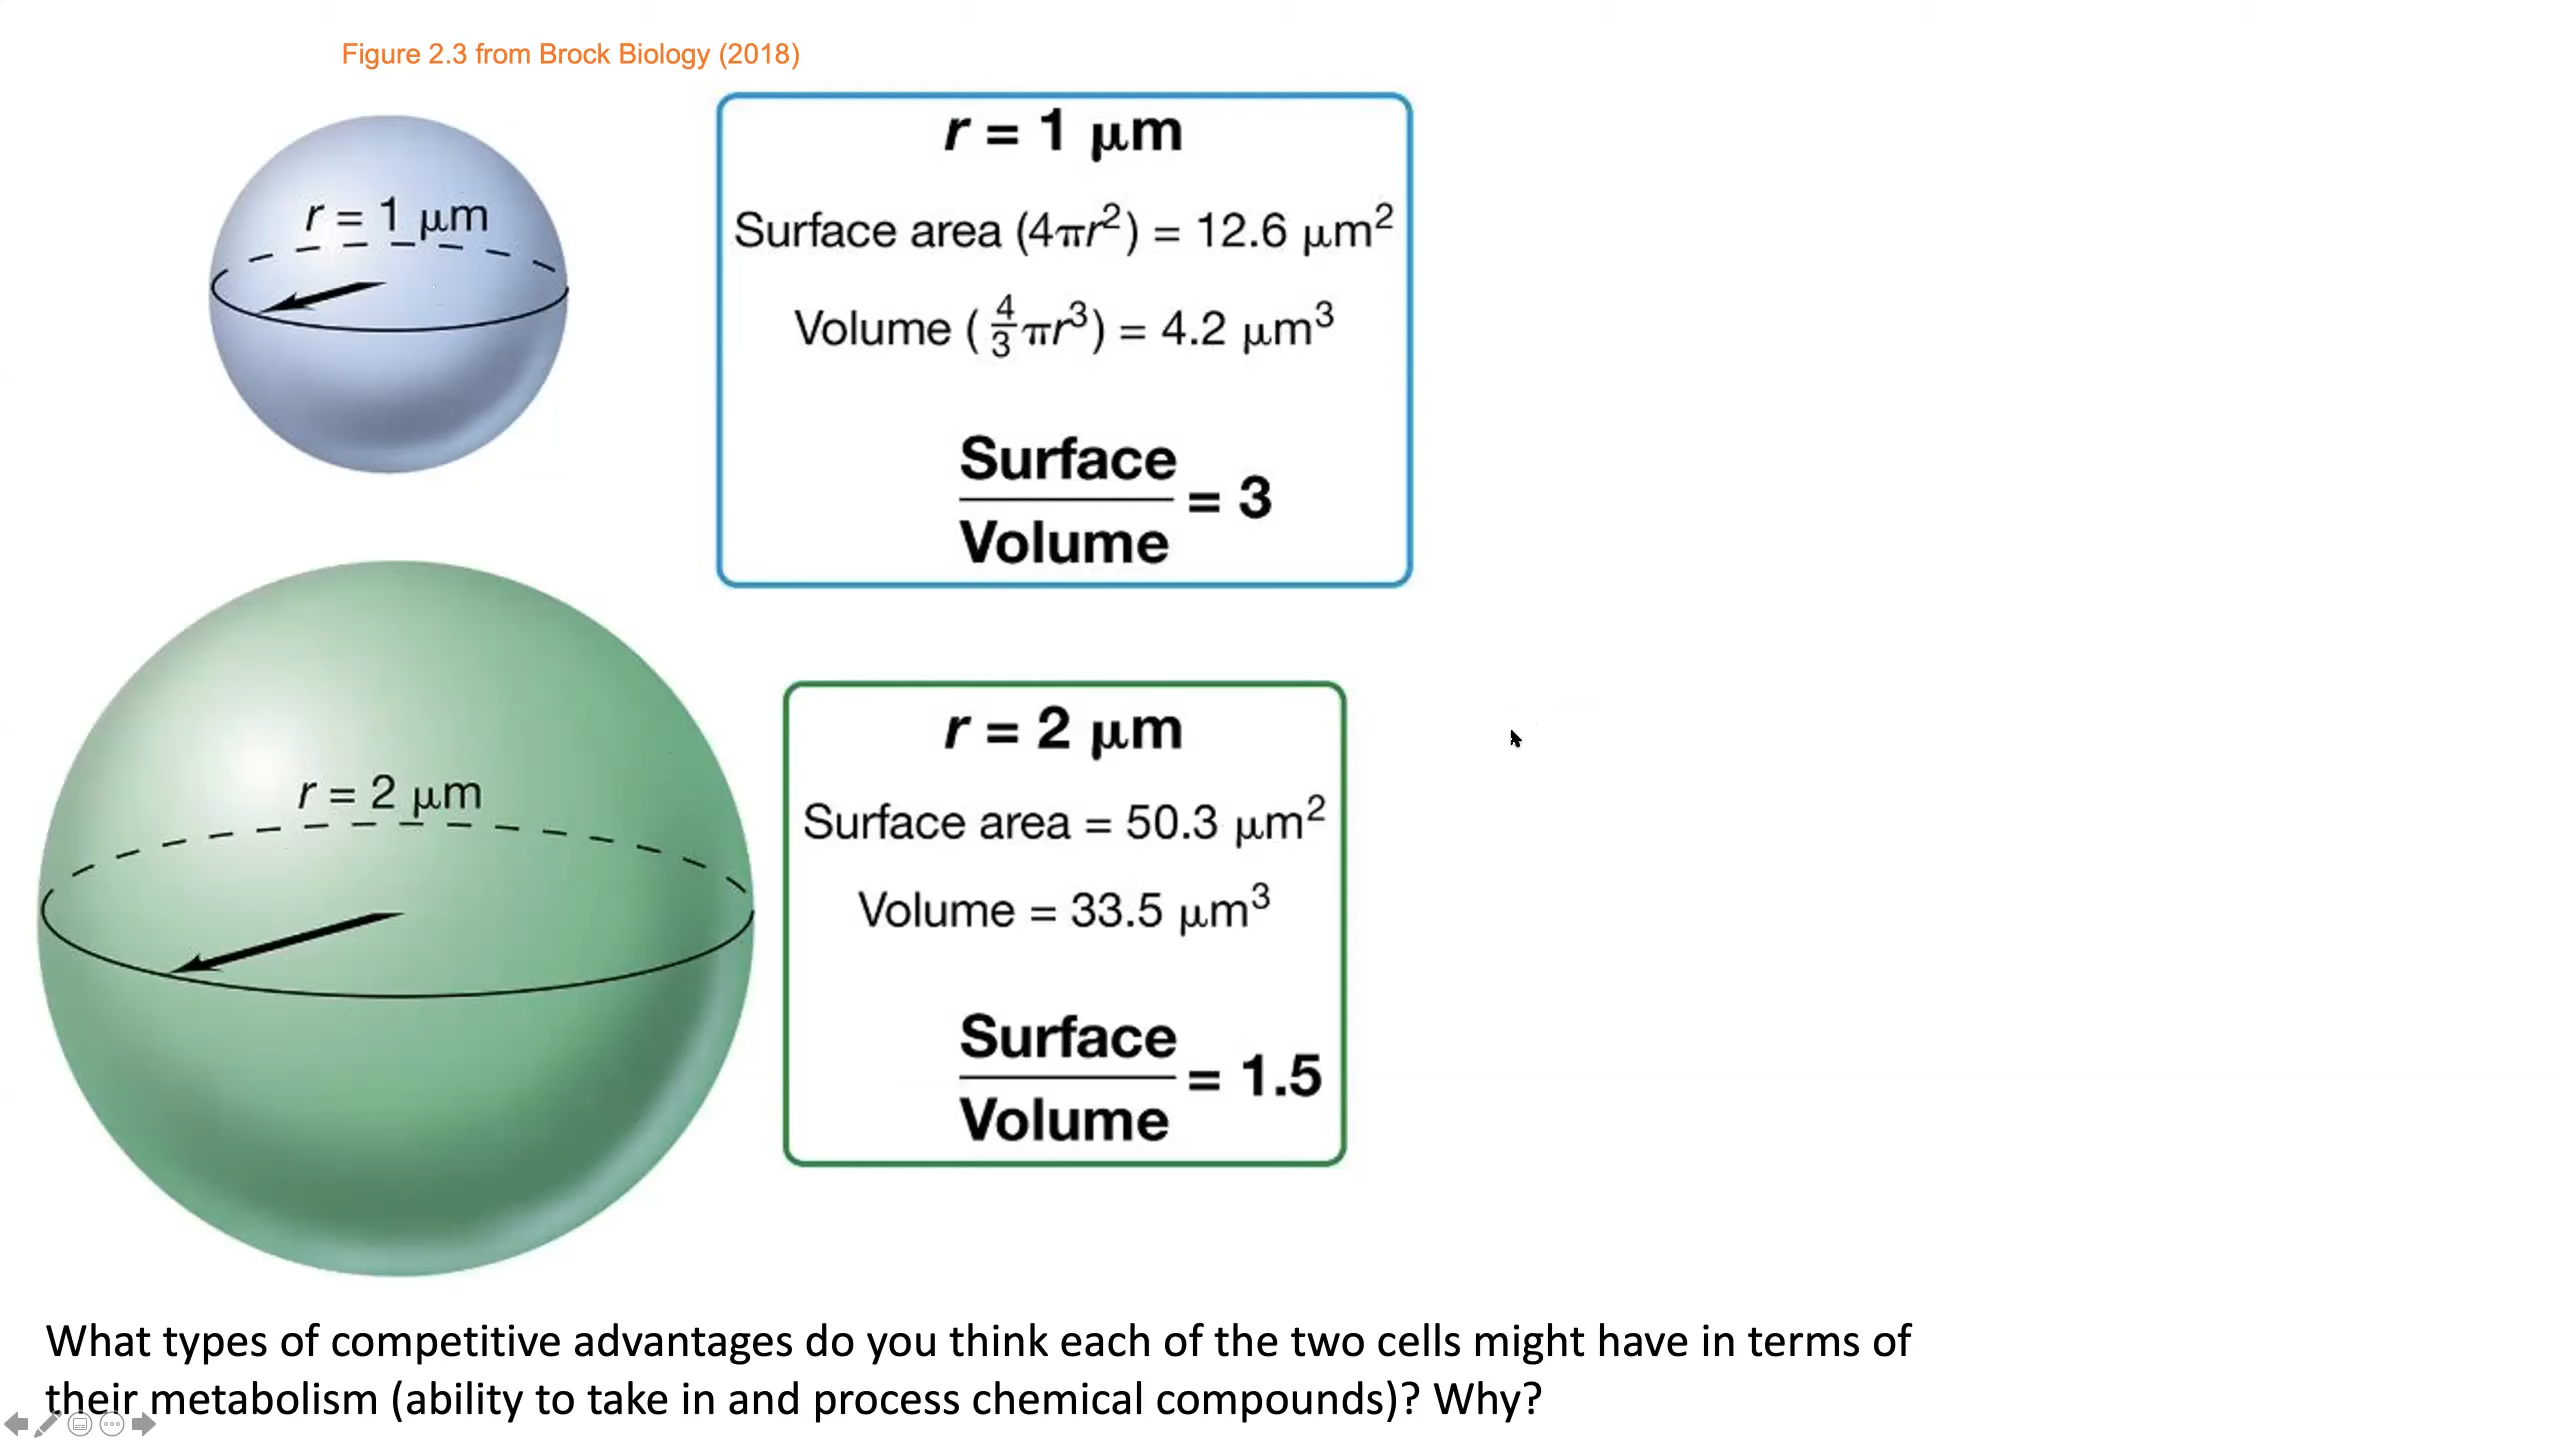 Figure 2.3 from Brock Biology (2018)
r = 1 μm
r = 1 μm
Surface area (4πr²) = 12.6 μm²
Volume (4/3 πr³) = 4.2 μm³
Surface
= 3
Volume
r = 2 μm
r = 2 μm
Surface area = 50.3 μm²
Volume = 33.5 μm³
Surface
= 1.5
Volume
What types of competitive advantages do you think each of the two cells might have in terms of
their metabolism (ability to take in and process chemical compounds)? Why?